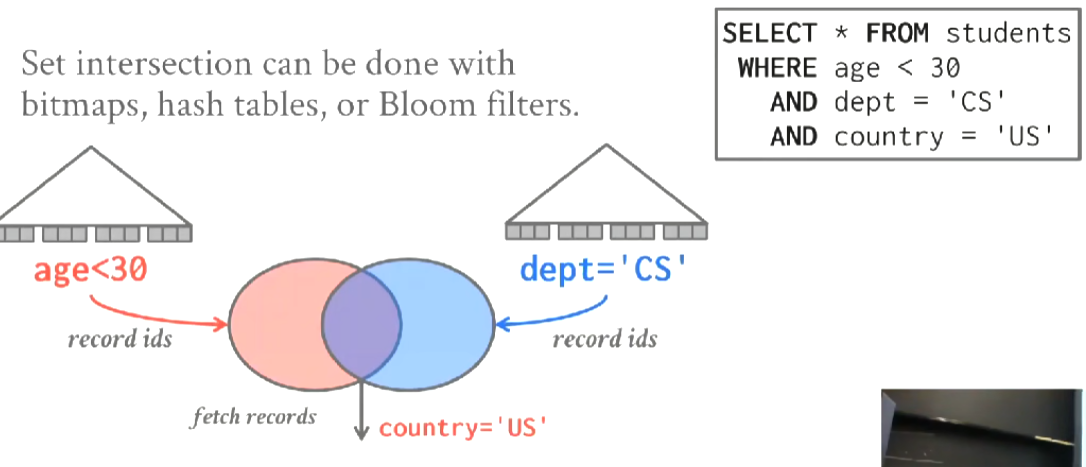 Set intersection can be done with
bitmaps, hash tables, or Bloom filters.
SELECT * FROM students
WHERE age < 30
AND dept = 'CS'
AND country = 'US'
age<30
dept='CS'
record ids
record ids
fetch records
country='US'